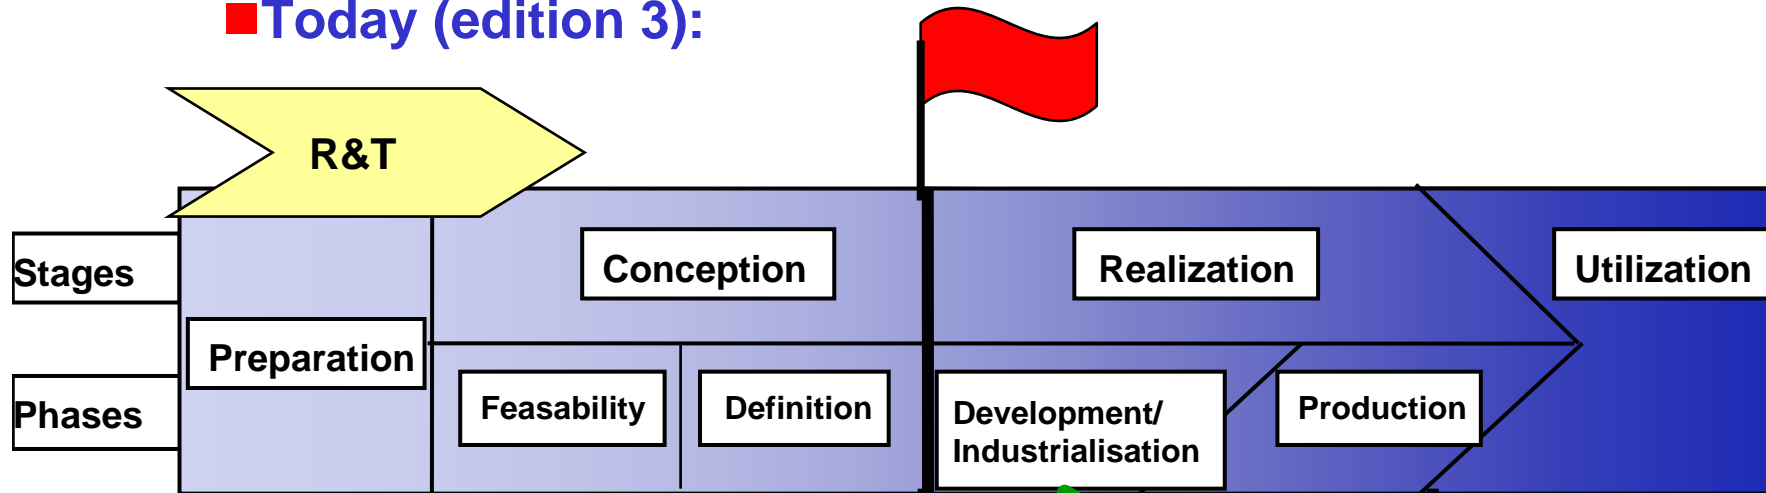 Today (edition 3):
R&T
Stages
Conception
Realization
Utilization
Preparation
Phases
Feasability
Definition
Development/
Industrialisation
Production